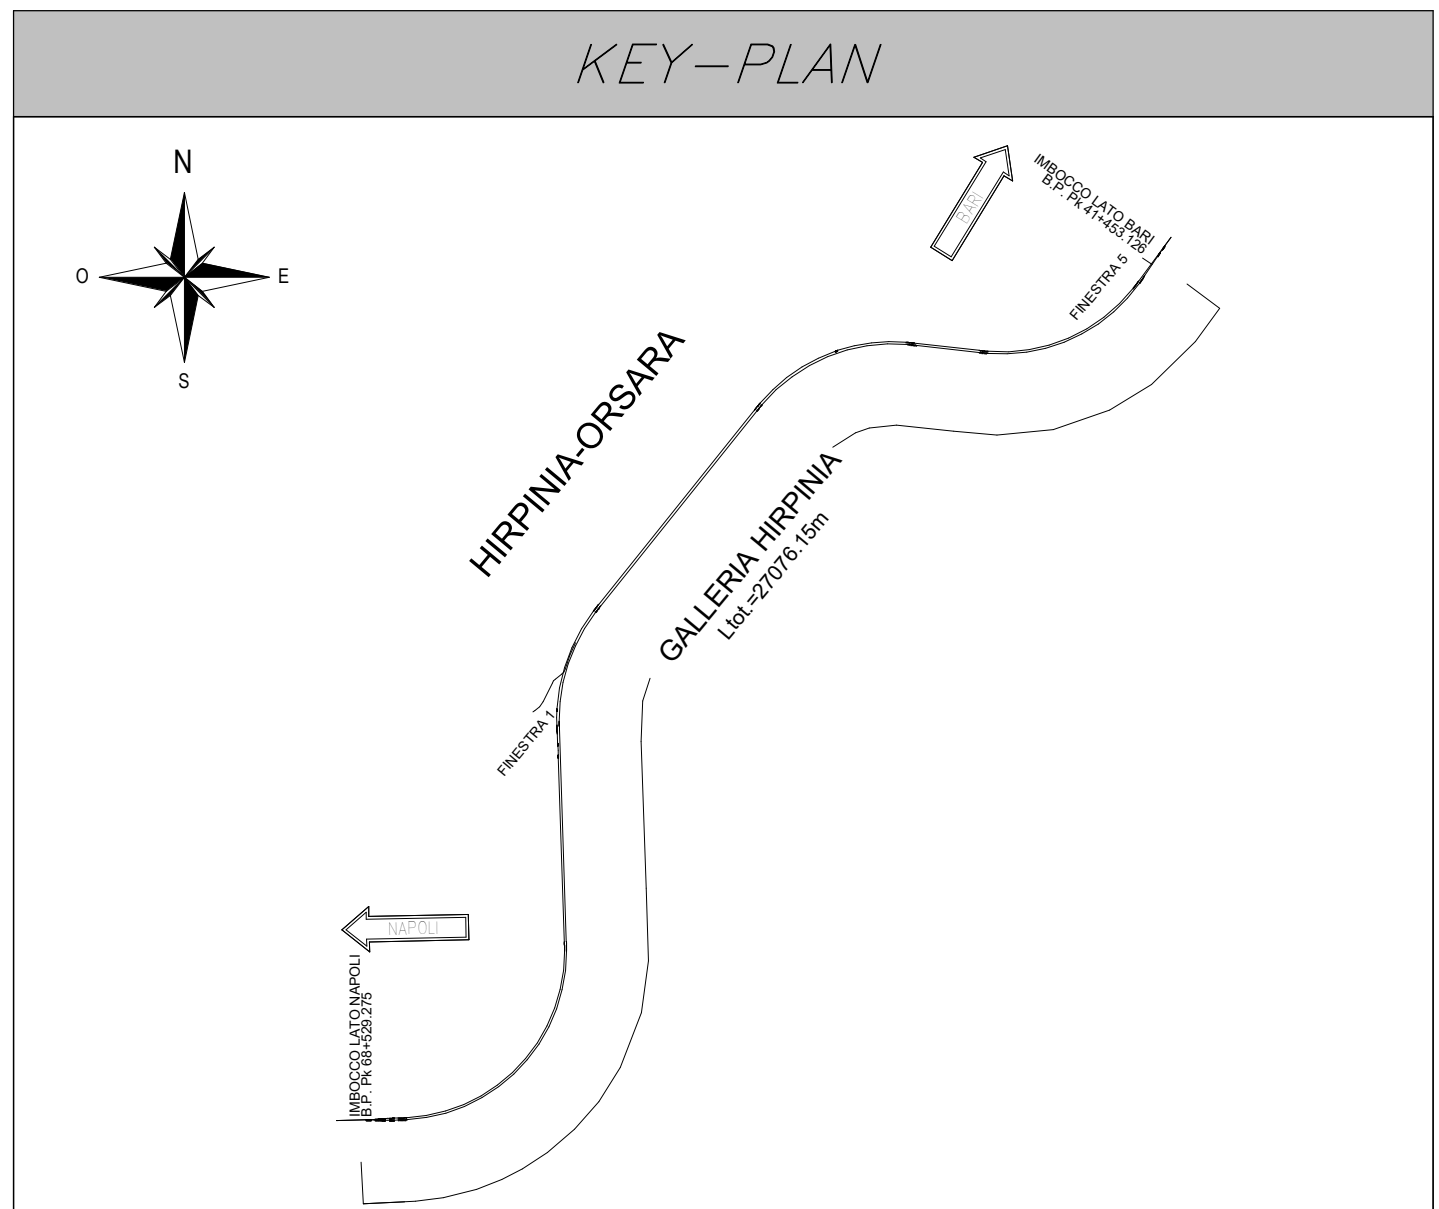 KEY-PLAN
N
O
E
S
BARI
IMBOCCO LATO BARI
B.P. Pk 41+453.126
FINESTRA 5
HIRPINIA-ORSARA
GALLERIA HIRPINIA
Ltot.=27076.15m
FINESTRA 1
NAPOLI
IMBOCCO LATO NAPOLI
B.P. Pk 68+529.275